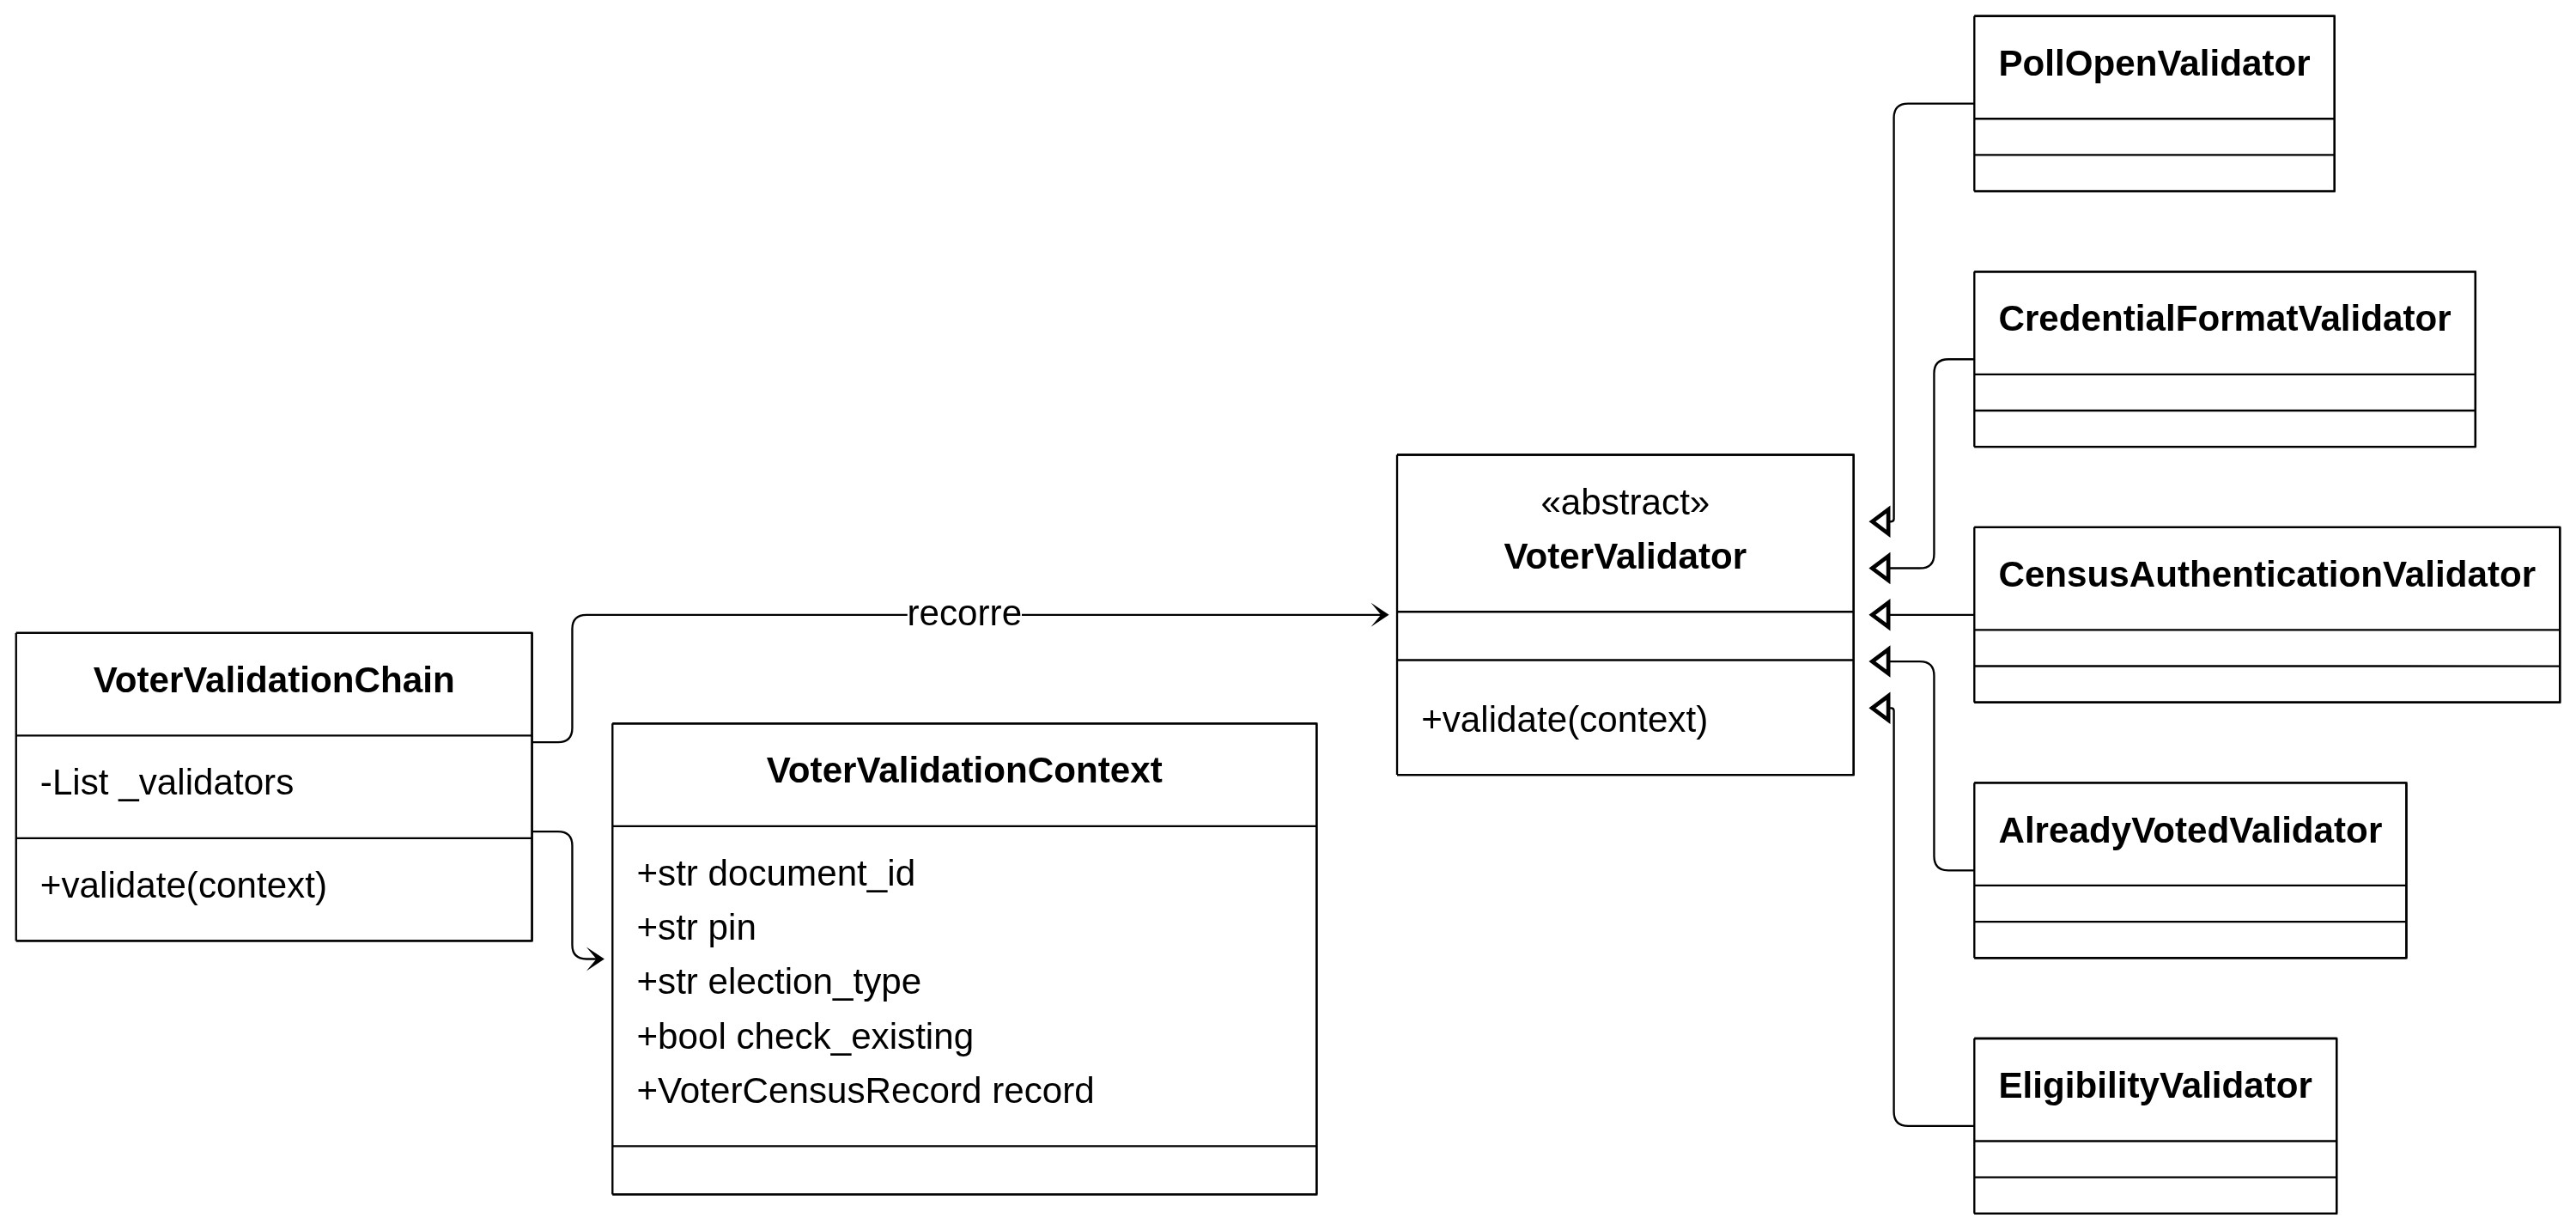 VoterValidationChain
-List _validators
+validate(context)
recorre
VoterValidationContext
+str document_id
+str pin
+str election_type
+bool check_existing
+VoterCensusRecord record
«abstract»
VoterValidator
+validate(context)
PollOpenValidator
CredentialFormatValidator
CensusAuthenticationValidator
AlreadyVotedValidator
EligibilityValidator